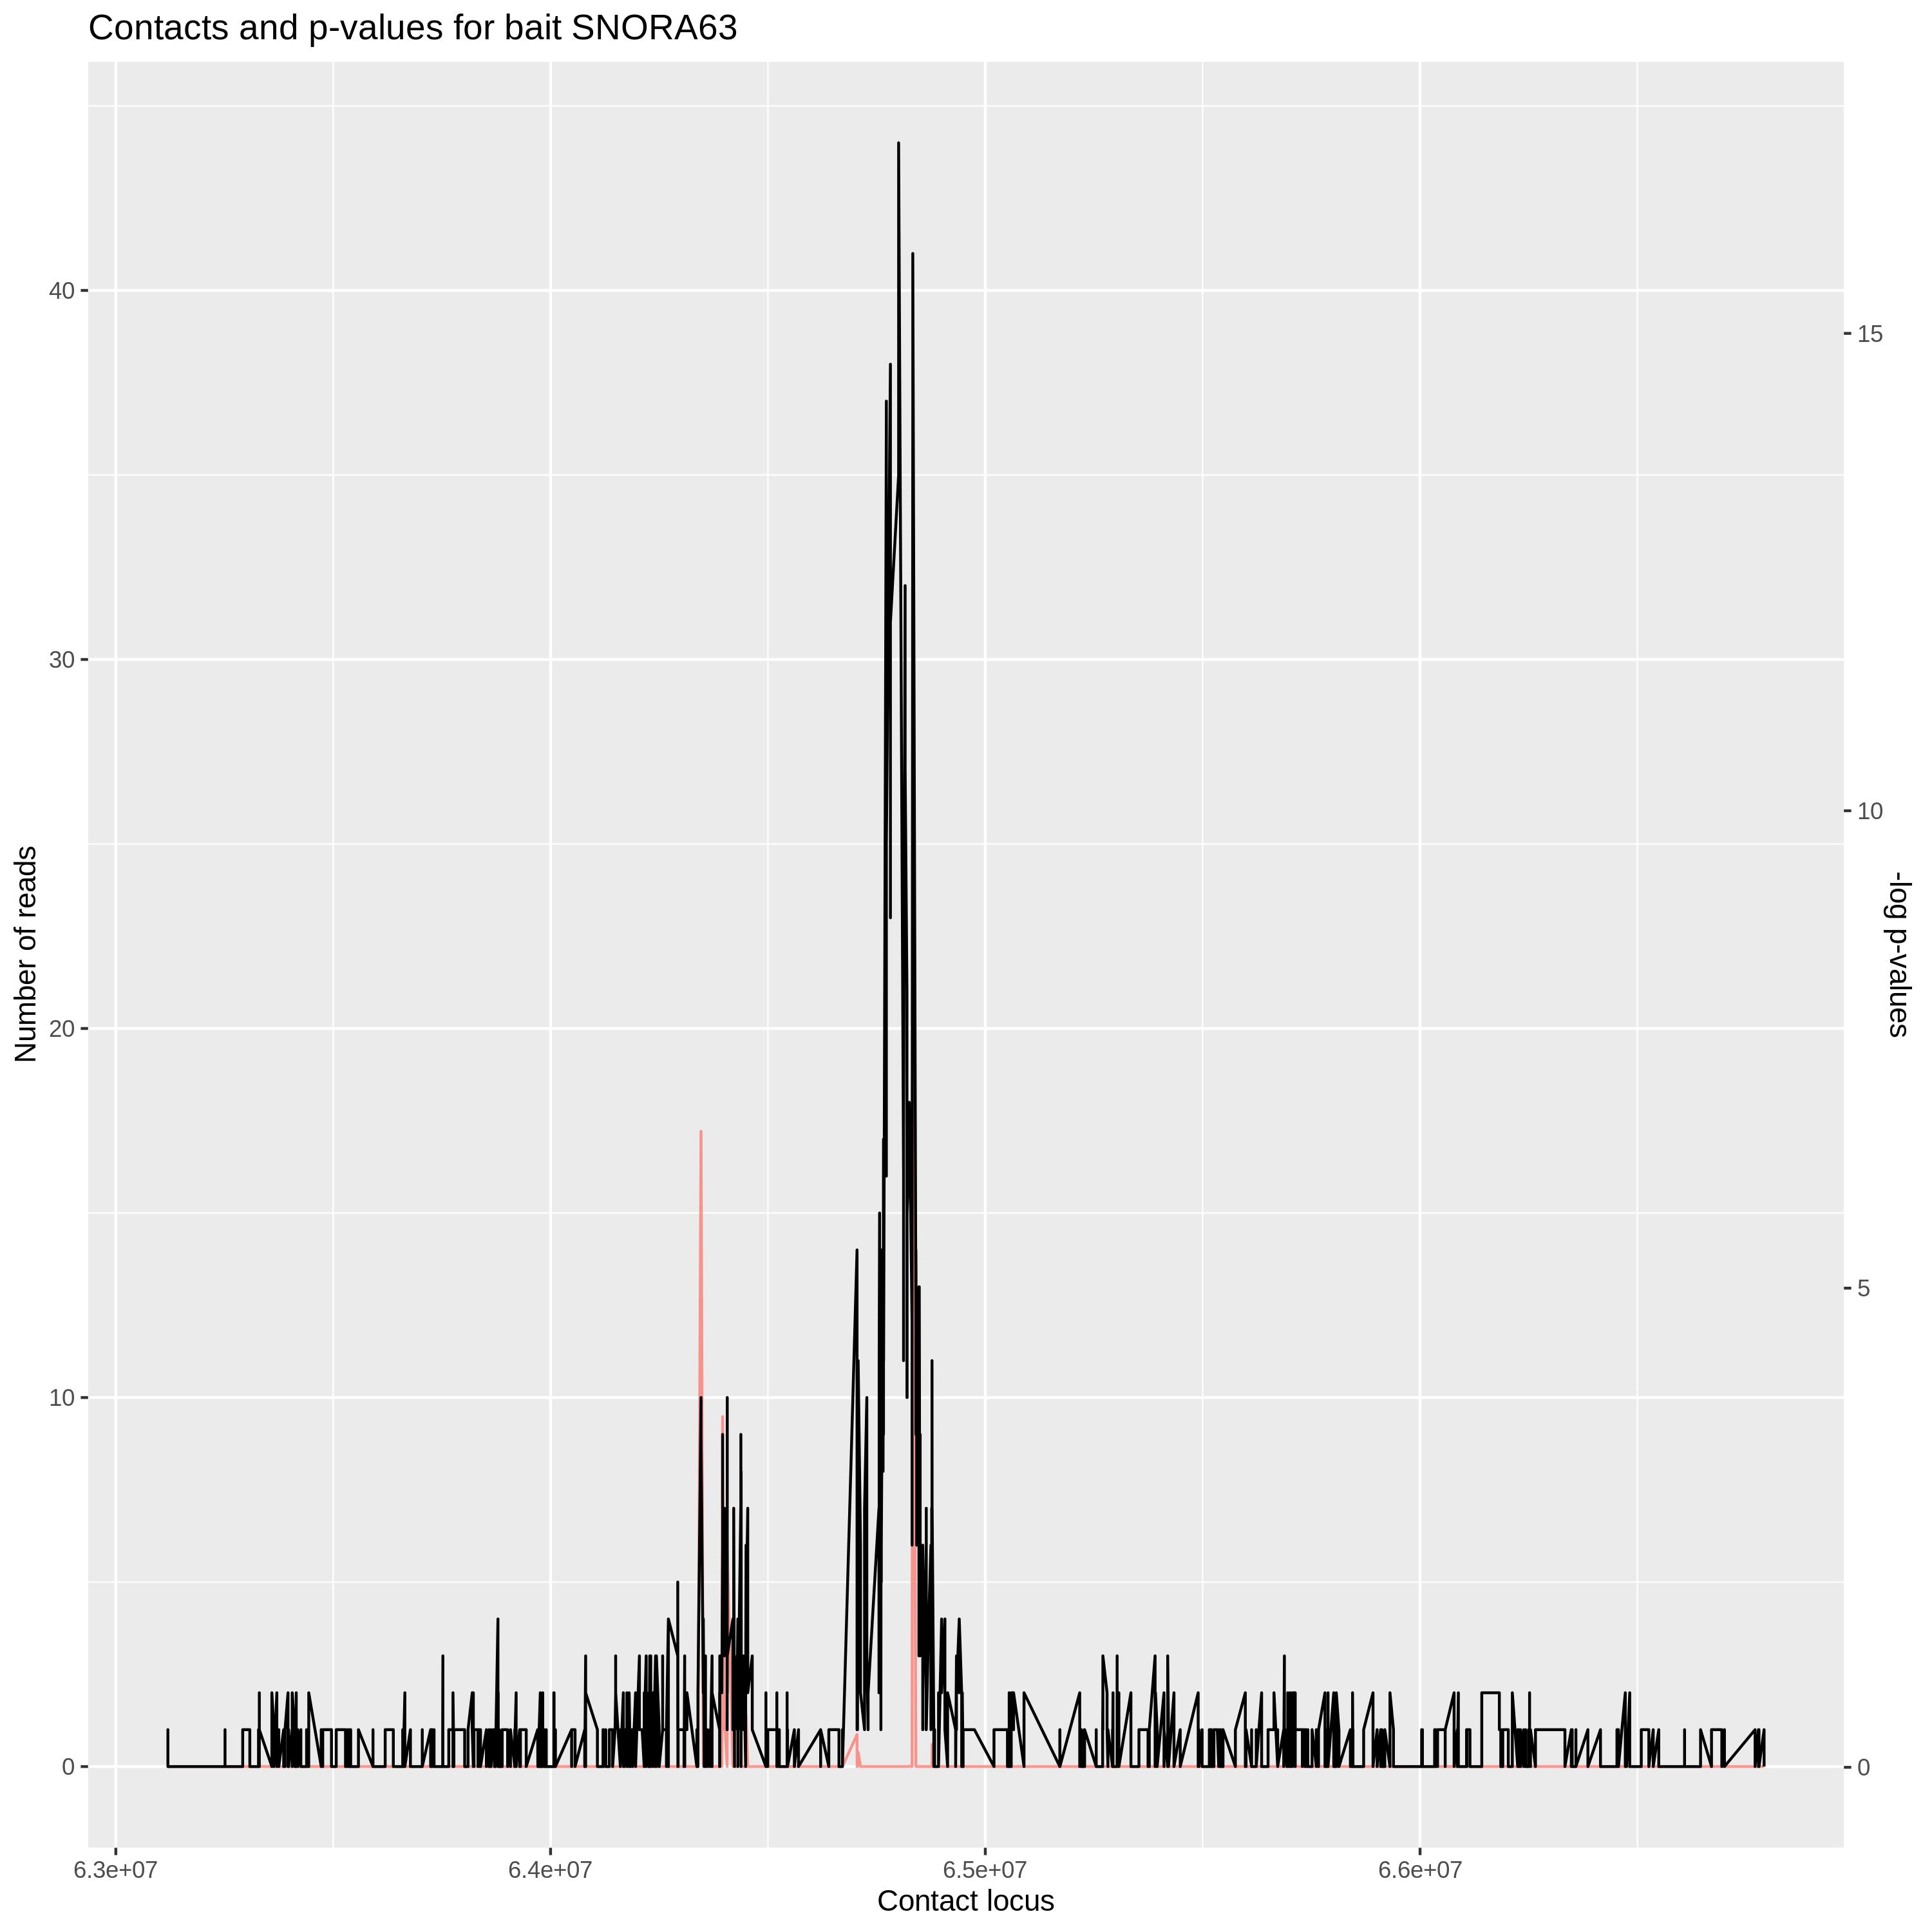 Contacts and p-values for bait SNORA63
40
30
20
10
0
Number of reads
15
10
5
0
-log p-values
6.3e+07
6.4e+07
6.5e+07
6.6e+07
Contact locus